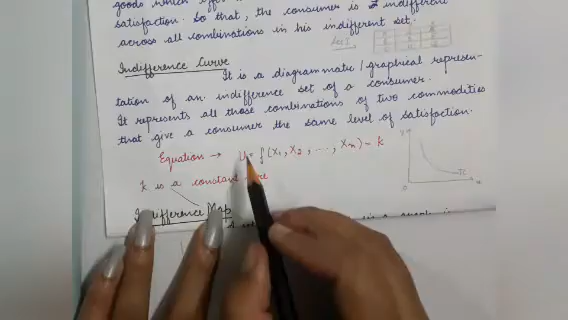 goods which
satisfaction. So that, the consumer is indifferent
across all combinations in his indifferent set.
Indifference Curve
It is a diagrammatic / graphical represen-
tation of an indifference set of a consumer.
It represents all those combinations of two commodities
that give a consumer the same level of satisfaction.
Equation → U = f (x₁, x₂, ..., xₙ) = k
k is a constant
IC
Indifference Map